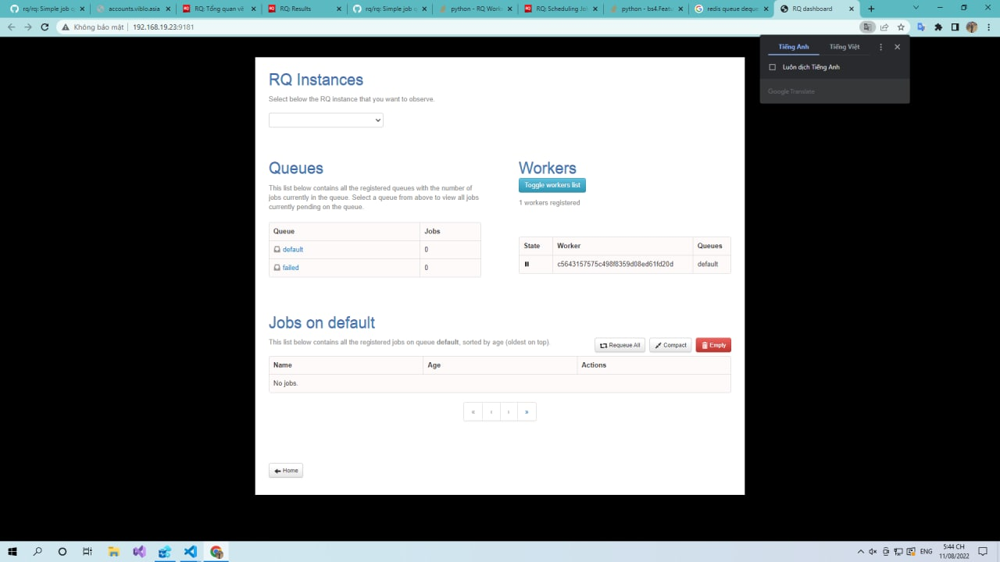 rq/rq: Simple job q
accounts.viblo.asia
RQ: Tổng quan về
RQ: Results
rq/rq: Simple job q
python - RQ Work
RQ: Scheduling Job
python - bs4.Featu
redis queue deque
RQ dashboard
Không bảo mật
192.168.19.23:9181
Tiếng Anh
Tiếng Việt
Luôn dịch Tiếng Anh
Google Translate
RQ Instances
Select below the RQ instance that you want to observe.
Queues
This list below contains all the registered queues with the number of
jobs currently in the queue. Select a queue from above to view all jobs
currently pending on the queue.
Queue Jobs
default 0
failed 0
Workers
Toggle workers list
1 workers registered
State Worker Queues
c5643157575c498f8359d08ed61fd20d default
Jobs on default
This list below contains all the registered jobs on queue default, sorted by age (oldest on top).
Requeue All Compact Empty
Name Age Actions
No jobs.
« ‹ › »
Home
ENG
5:44 CH
11/08/2022